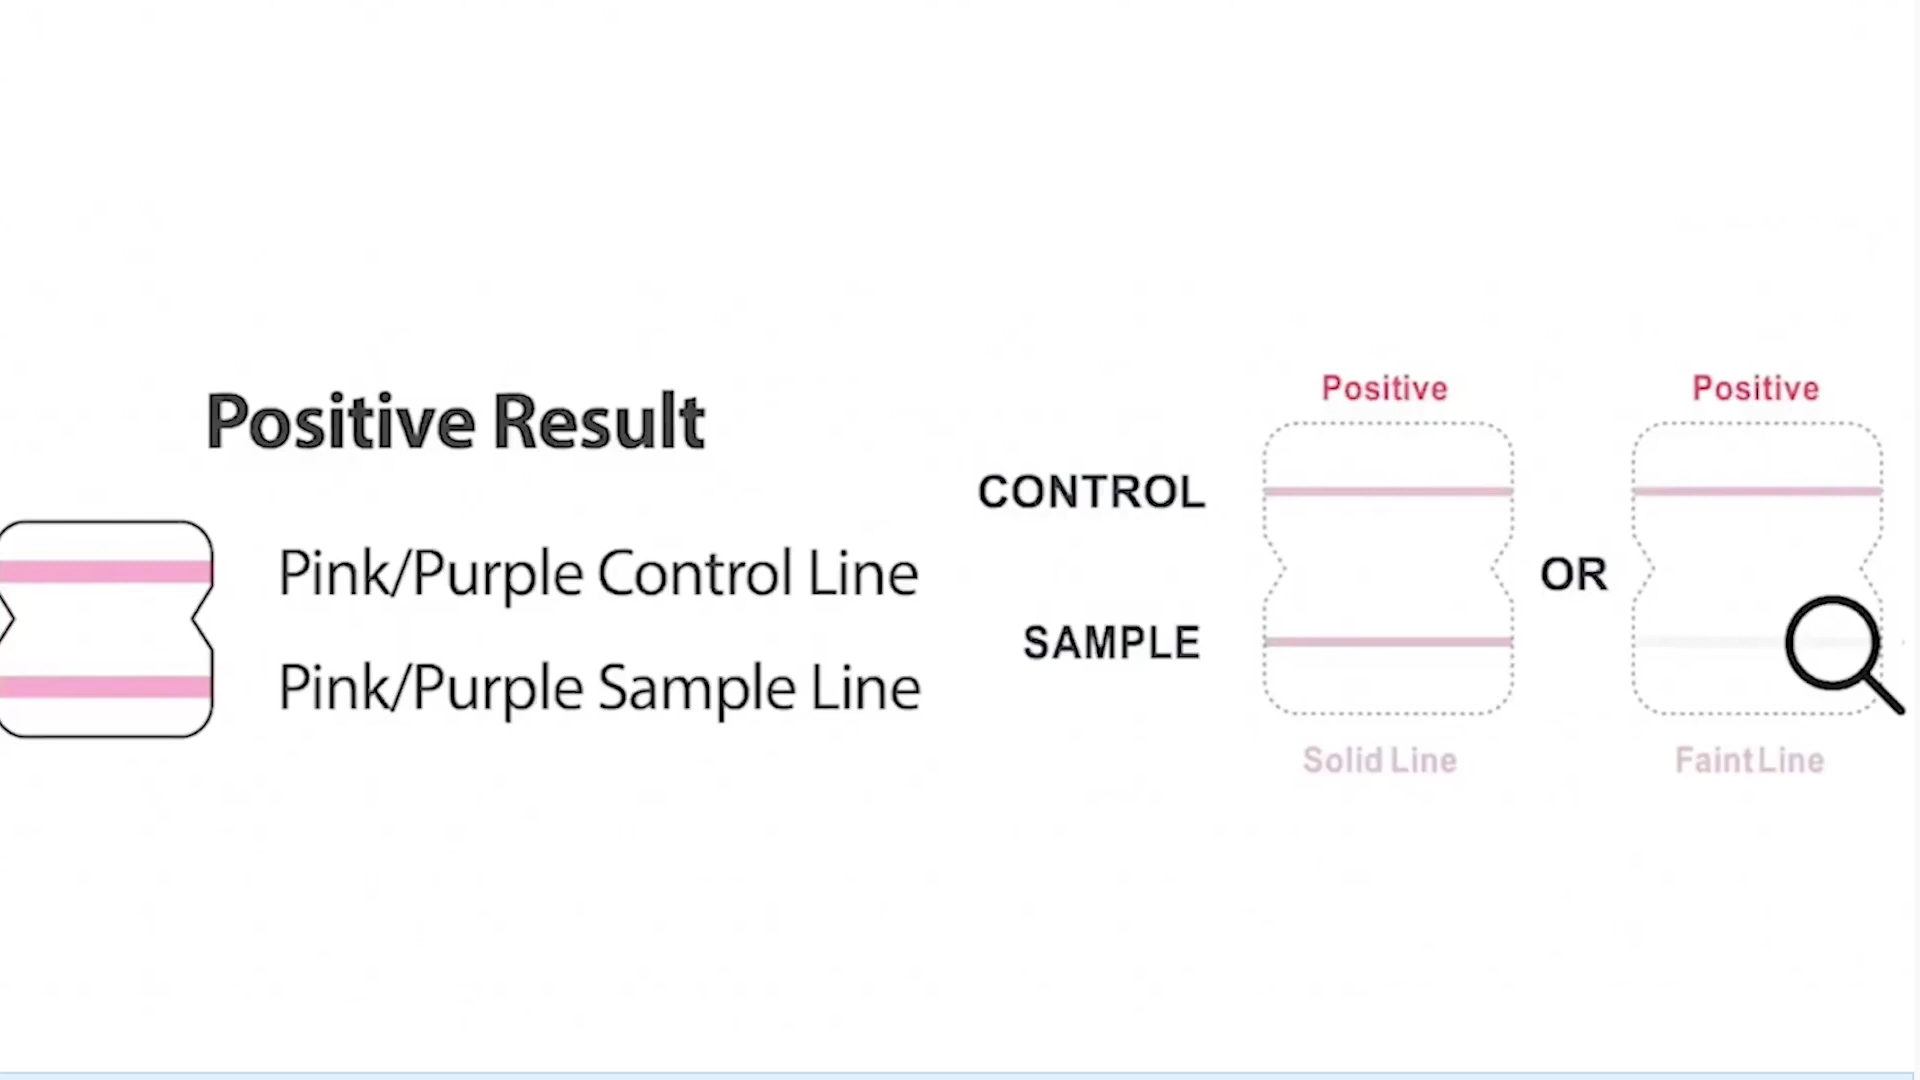 Positive Result
Pink/Purple Control Line
Pink/Purple Sample Line
Positive
Positive
CONTROL
OR
SAMPLE
Solid Line
Faint Line